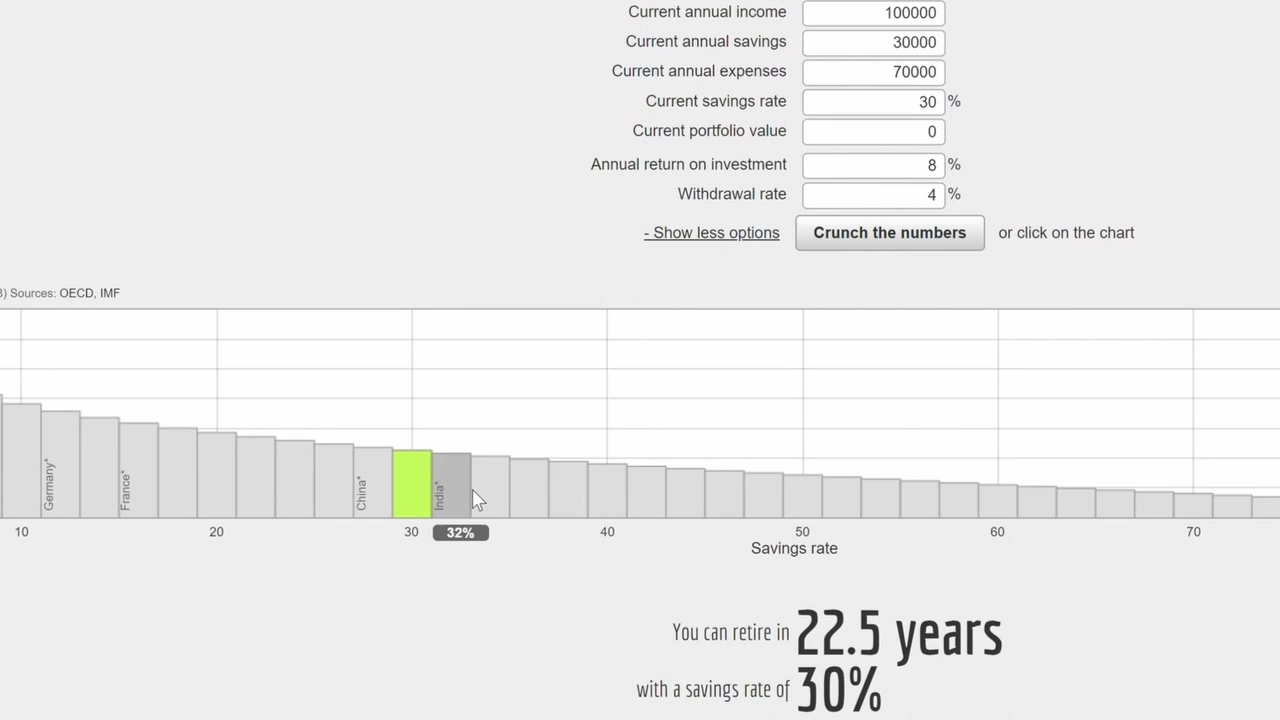 Current annual income 100000
Current annual savings 30000
Current annual expenses 70000
Current savings rate 30 %
Current portfolio value 0
Annual return on investment 8 %
Withdrawal rate 4 %
- Show less options Crunch the numbers or click on the chart
) Sources: OECD, IMF
Germany*
France*
China*
India*
10 20 30 32% 40 50 60 70
Savings rate
You can retire in 22.5 years
with a savings rate of 30%